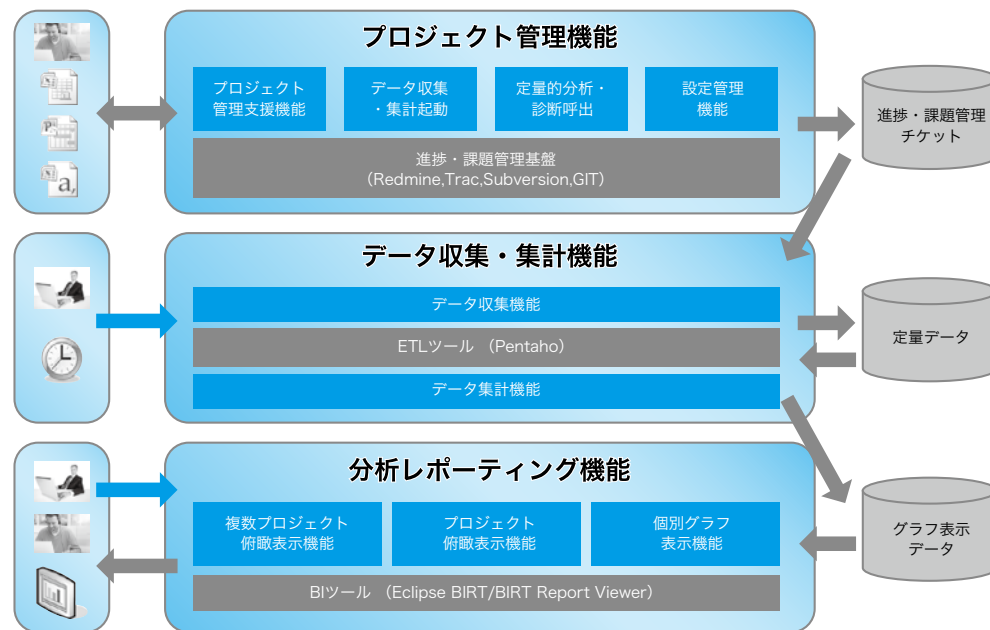 プロジェクト管理機能
プロジェクト
管理支援機能
データ収集
・集計起動
定量的分析・
診断呼出
設定管理
機能
進捗・課題管理基盤
（Redmine,Trac,Subversion,GIT）
進捗・課題管理
チケット
データ収集・集計機能
データ収集機能
ETLツール （Pentaho）
データ集計機能
定量データ
分析レポーティング機能
複数プロジェクト
俯瞰表示機能
プロジェクト
俯瞰表示機能
個別グラフ
表示機能
BIツール （Eclipse BIRT/BIRT Report Viewer）
グラフ表示
データ
a,